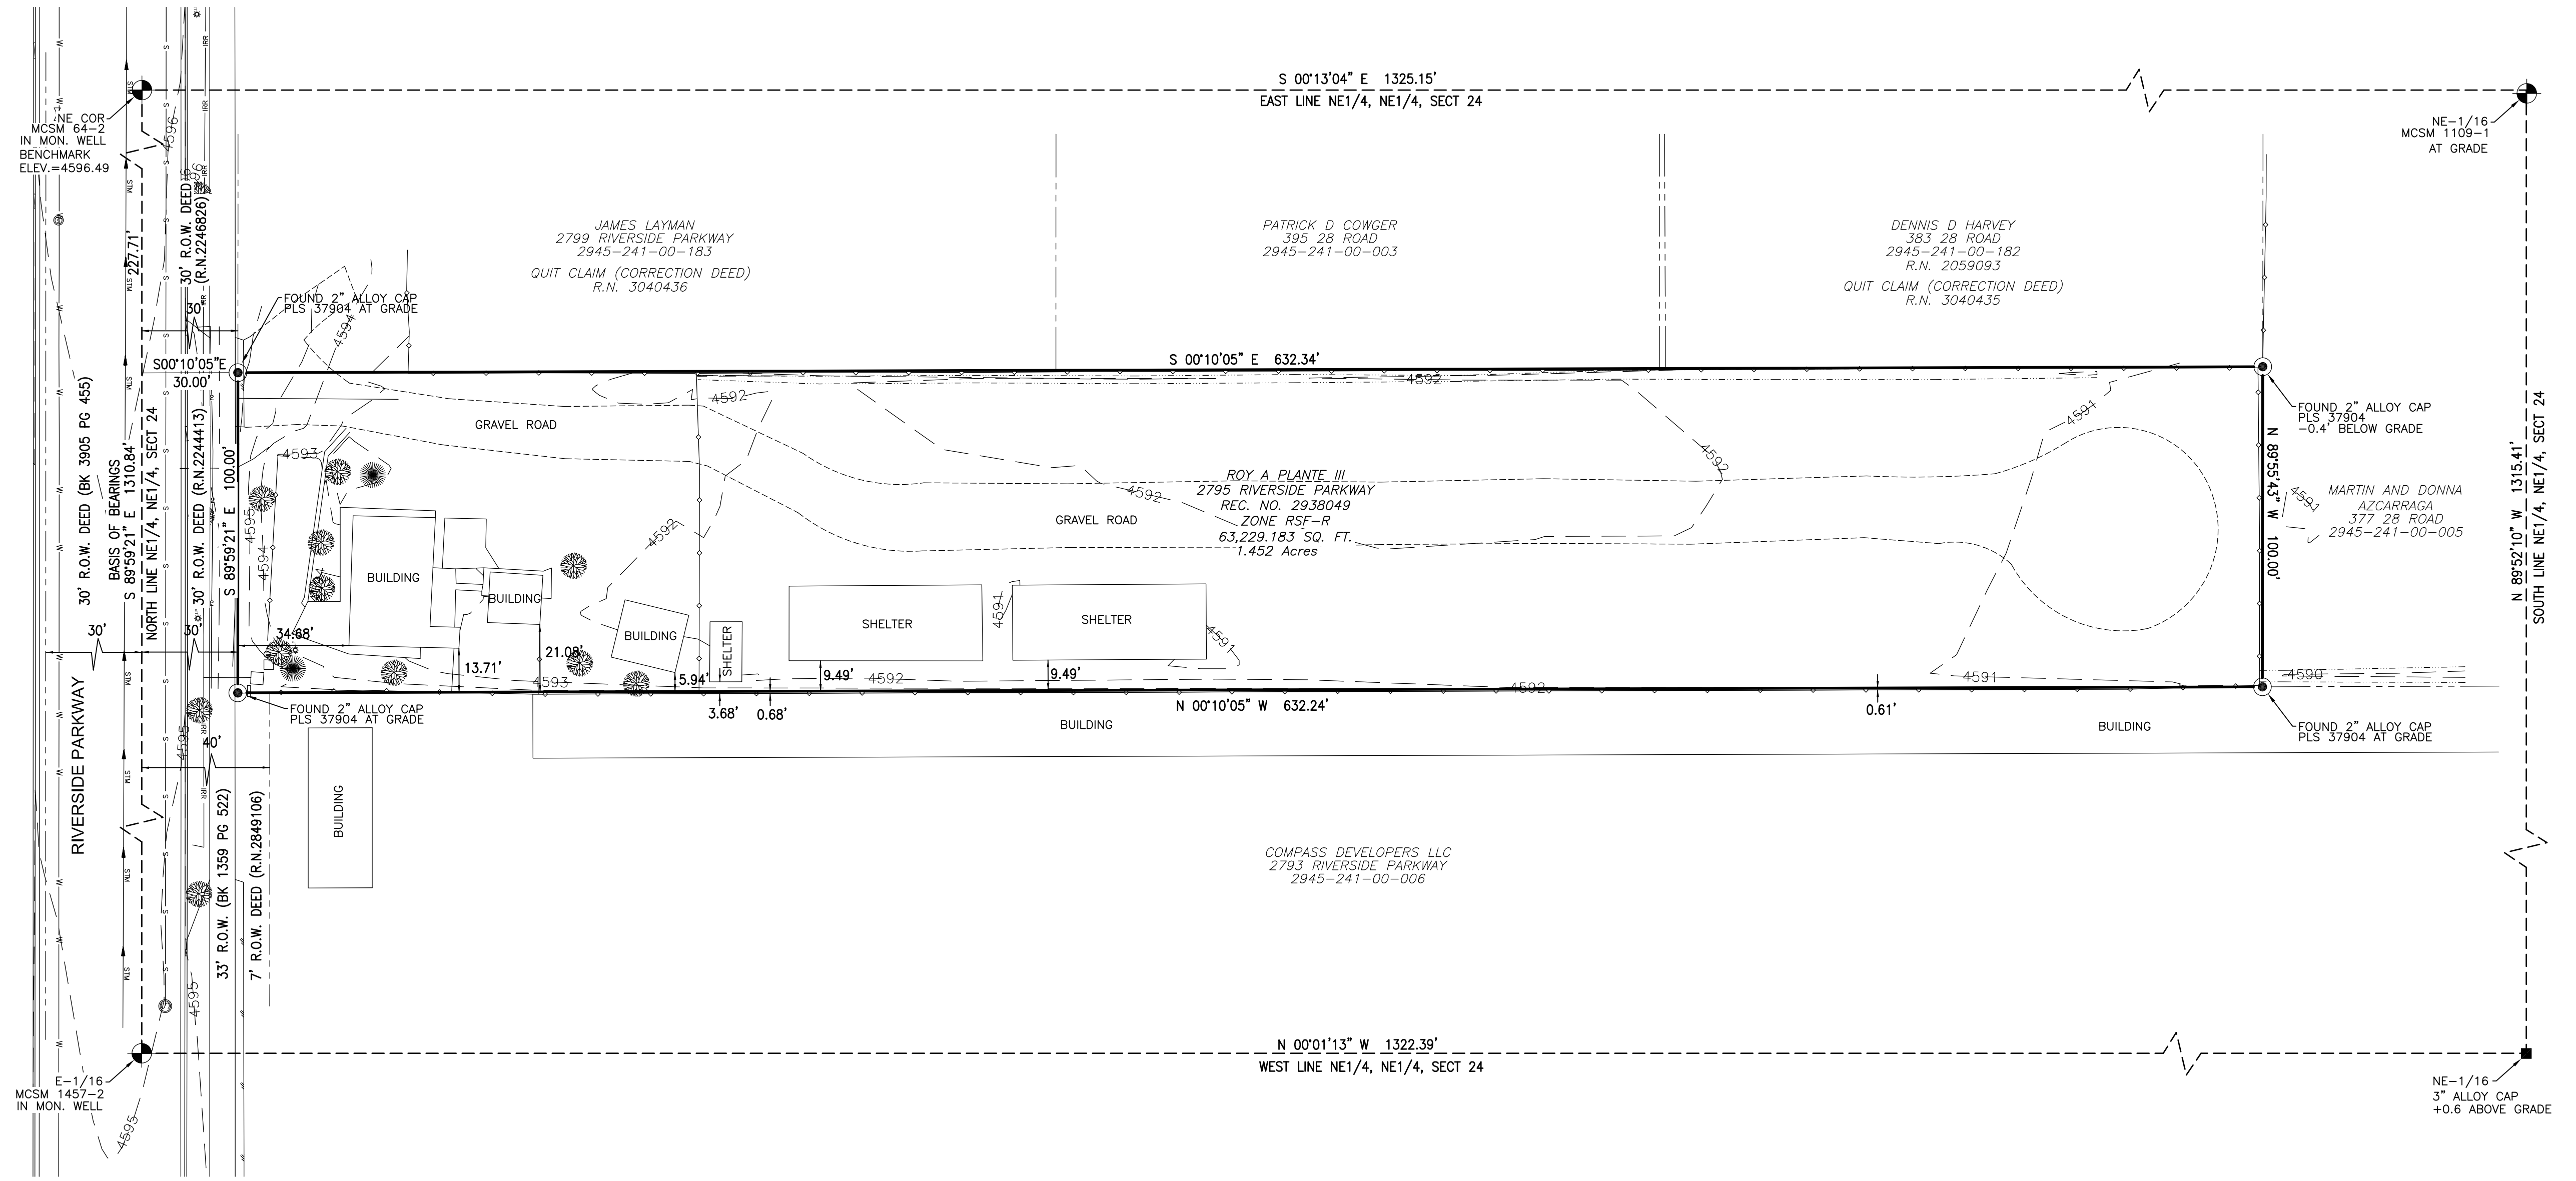 S 00°13'04" E 1325.15'
EAST LINE NE1/4, NE1/4, SECT 24
NE COR
MCSM 64-2
IN MON. WELL
BENCHMARK
ELEV.=4596.49
NE-1/16
MCSM 1109-1
AT GRADE
JAMES LAYMAN
2799 RIVERSIDE PARKWAY
2945-241-00-183
QUIT CLAIM (CORRECTION DEED)
R.N. 3040436
PATRICK D COWGER
395 28 ROAD
2945-241-00-003
DENNIS D HARVEY
383 28 ROAD
2945-241-00-182
R.N. 2059093
QUIT CLAIM (CORRECTION DEED)
R.N. 3040435
227.71'
30' R.O.W. DEED
(R.N.2246826)
30'
FOUND 2" ALLOY CAP
PLS 37904 AT GRADE
S00°10'05"E
30.00'
S 00°10'05" E 632.34'
30' R.O.W. DEED (BK 3905 PG 455)
BASIS OF BEARINGS
S 89°59'21" E 1310.84'
NORTH LINE NE1/4, NE1/4, SECT 24
30' R.O.W. DEED (R.N.2244413)
S 89°59'21" E 100.00'
4596
4594
4592
4592
4593
4595
4594
GRAVEL ROAD
ROY A PLANTE III
2795 RIVERSIDE PARKWAY
REC. NO. 2938049
ZONE RSF-R
63,229.183 SQ. FT.
1.452 Acres
GRAVEL ROAD
4592
4592
4592
4591
FOUND 2" ALLOY CAP
PLS 37904
-0.4' BELOW GRADE
N 89°55'43" W 100.00'
4591
MARTIN AND DONNA
AZCARRAGA
377 28 ROAD
2945-241-00-005
N 89°52'10" W 1315.41'
SOUTH LINE NE1/4, NE1/4, SECT 24
BUILDING
BUILDING
BUILDING
SHELTER
SHELTER
SHELTER
4591
4591
30'
30'
34.68'
13.71'
21.08'
5.94'
9.49'
9.49'
4593
4592
4592
4591
4590
3.68'
0.68'
N 00°10'05" W 632.24'
0.61'
FOUND 2" ALLOY CAP
PLS 37904 AT GRADE
BUILDING
BUILDING
FOUND 2" ALLOY CAP
PLS 37904 AT GRADE
RIVERSIDE PARKWAY
40'
4595
BUILDING
33' R.O.W. (BK 1359 PG 522)
7' R.O.W. DEED (R.N.2849106)
COMPASS DEVELOPERS LLC
2793 RIVERSIDE PARKWAY
2945-241-00-006
4595
N 00°01'13" W 1322.39'
WEST LINE NE1/4, NE1/4, SECT 24
E-1/16
MCSM 1457-2
IN MON. WELL
4595
NE-1/16
3" ALLOY CAP
+0.6 ABOVE GRADE